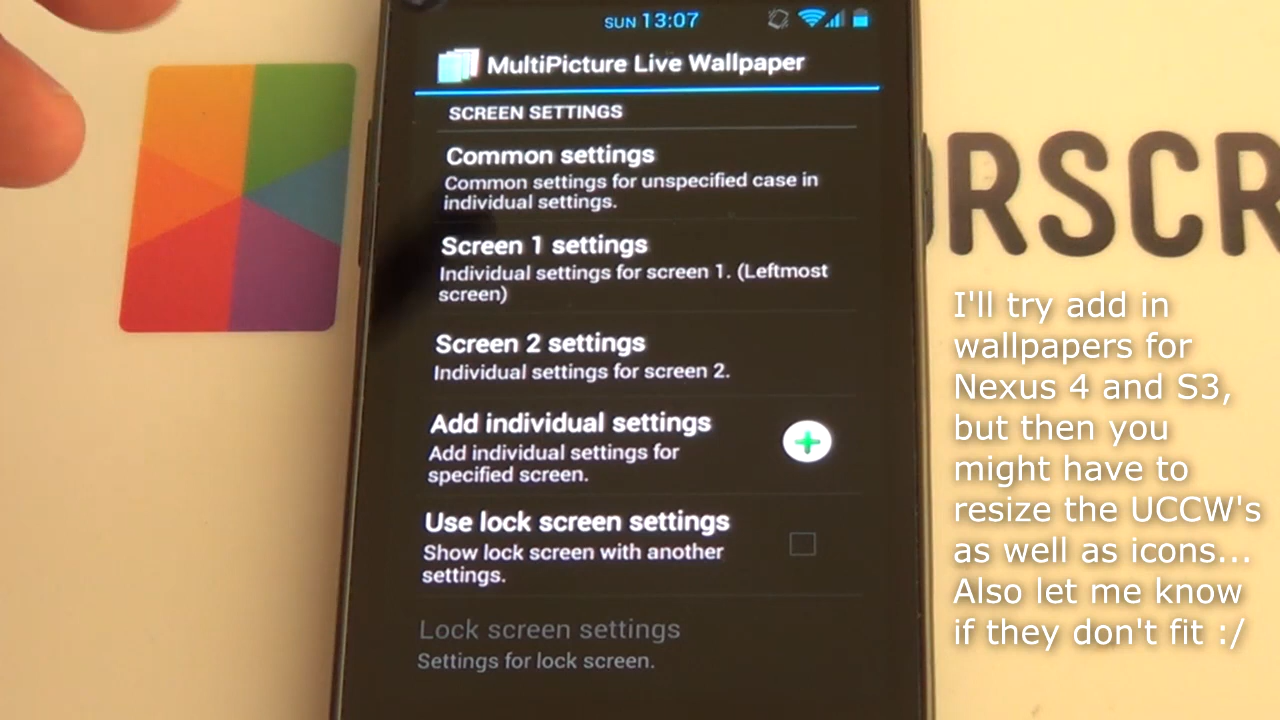 SUN 13:07
MultiPicture Live Wallpaper
SCREEN SETTINGS
Common settings
Common settings for unspecified case in
individual settings.
Screen 1 settings
Individual settings for screen 1. (Leftmost
screen)
Screen 2 settings
Individual settings for screen 2.
Add individual settings
Add individual settings for
specified screen.
Use lock screen settings
Show lock screen with another
settings.
Lock screen settings
Settings for lock screen.
RSCR
I'll try add in
wallpapers for
Nexus 4 and S3,
but then you
might have to
resize the UCCW's
as well as icons...
Also let me know
if they don't fit :/